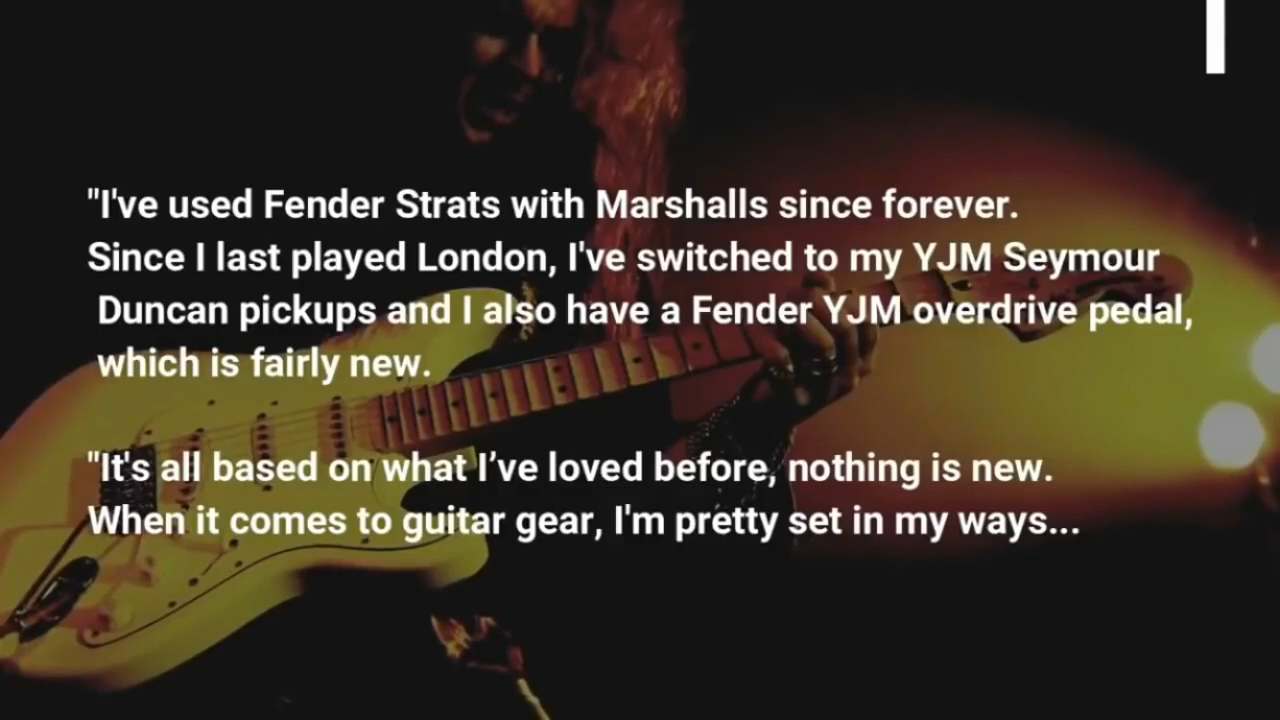 "I've used Fender Strats with Marshalls since forever.
Since I last played London, I've switched to my YJM Seymour
Duncan pickups and I also have a Fender YJM overdrive pedal,
which is fairly new.
"It's all based on what I’ve loved before, nothing is new.
When it comes to guitar gear, I'm pretty set in my ways...